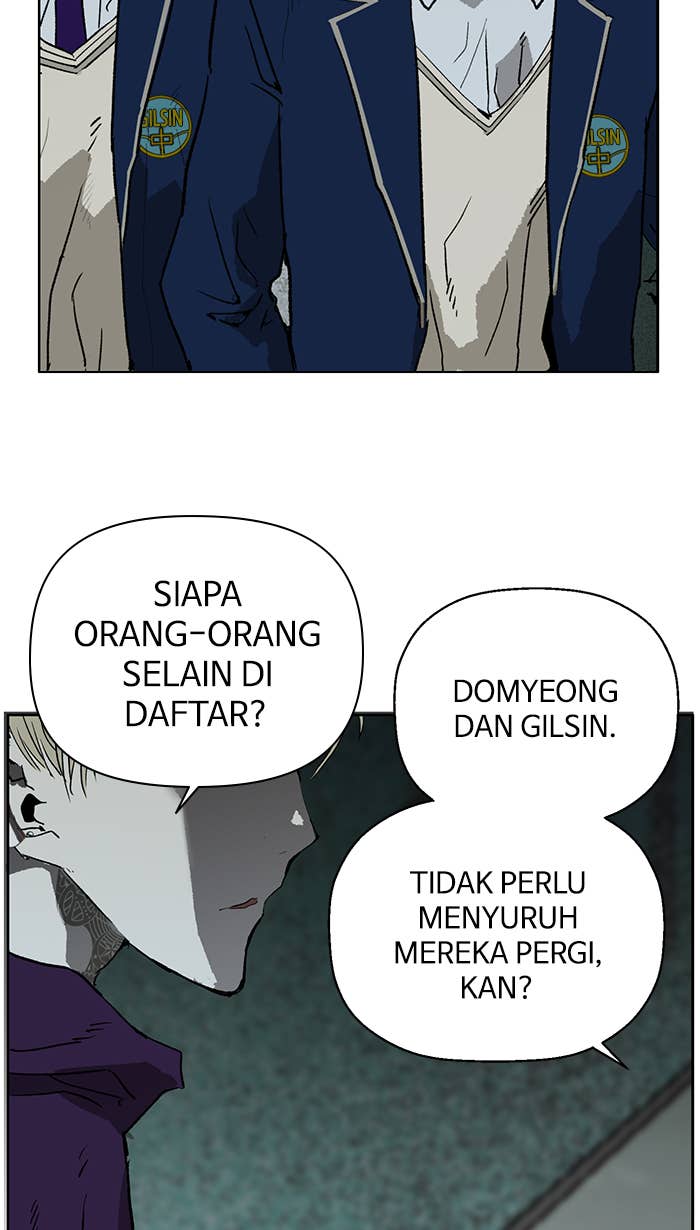 GILSIN
中
GILSIN
中
SIAPA
ORANG-ORANG
SELAIN DI
DAFTAR?
DOMYEONG
DAN GILSIN.
TIDAK PERLU
MENYURUH
MEREKA PERGI,
KAN?